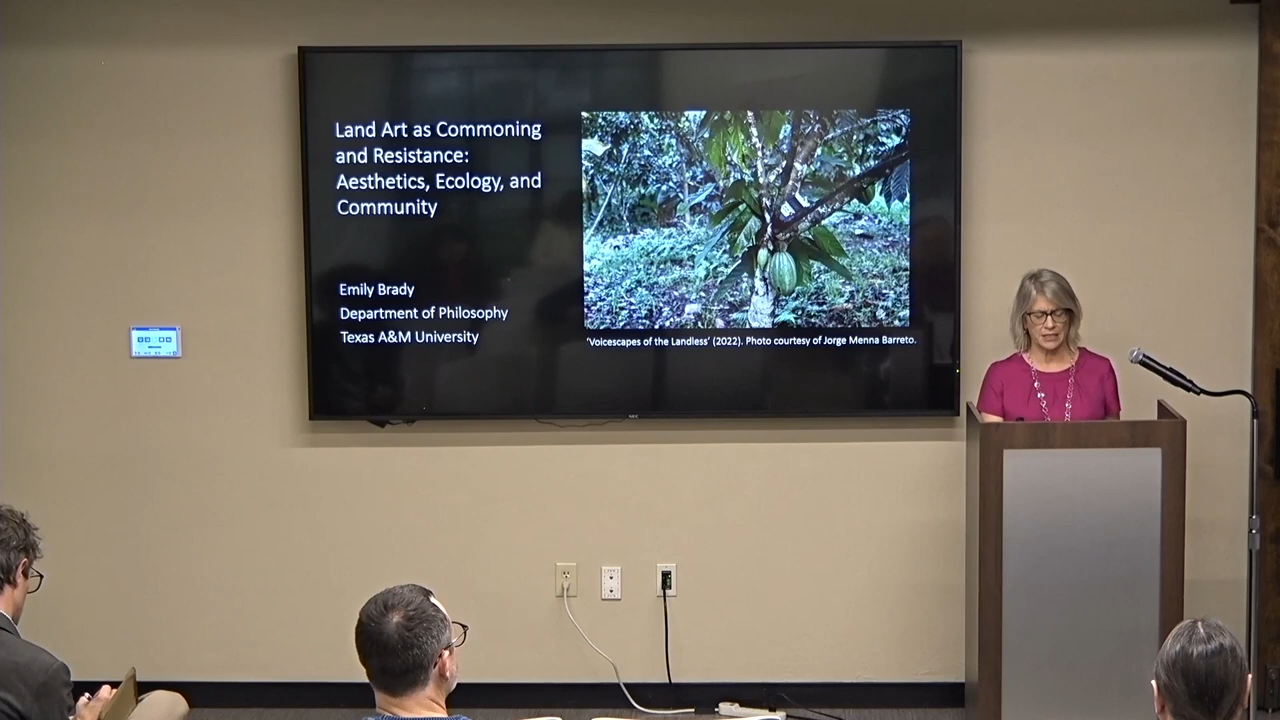 Land Art as Commoning
and Resistance:
Aesthetics, Ecology, and
Community
Emily Brady
Department of Philosophy
Texas A&M University
'Voicescapes of the Landless' (2022). Photo courtesy of Jorge Menna Barreto.
NEC